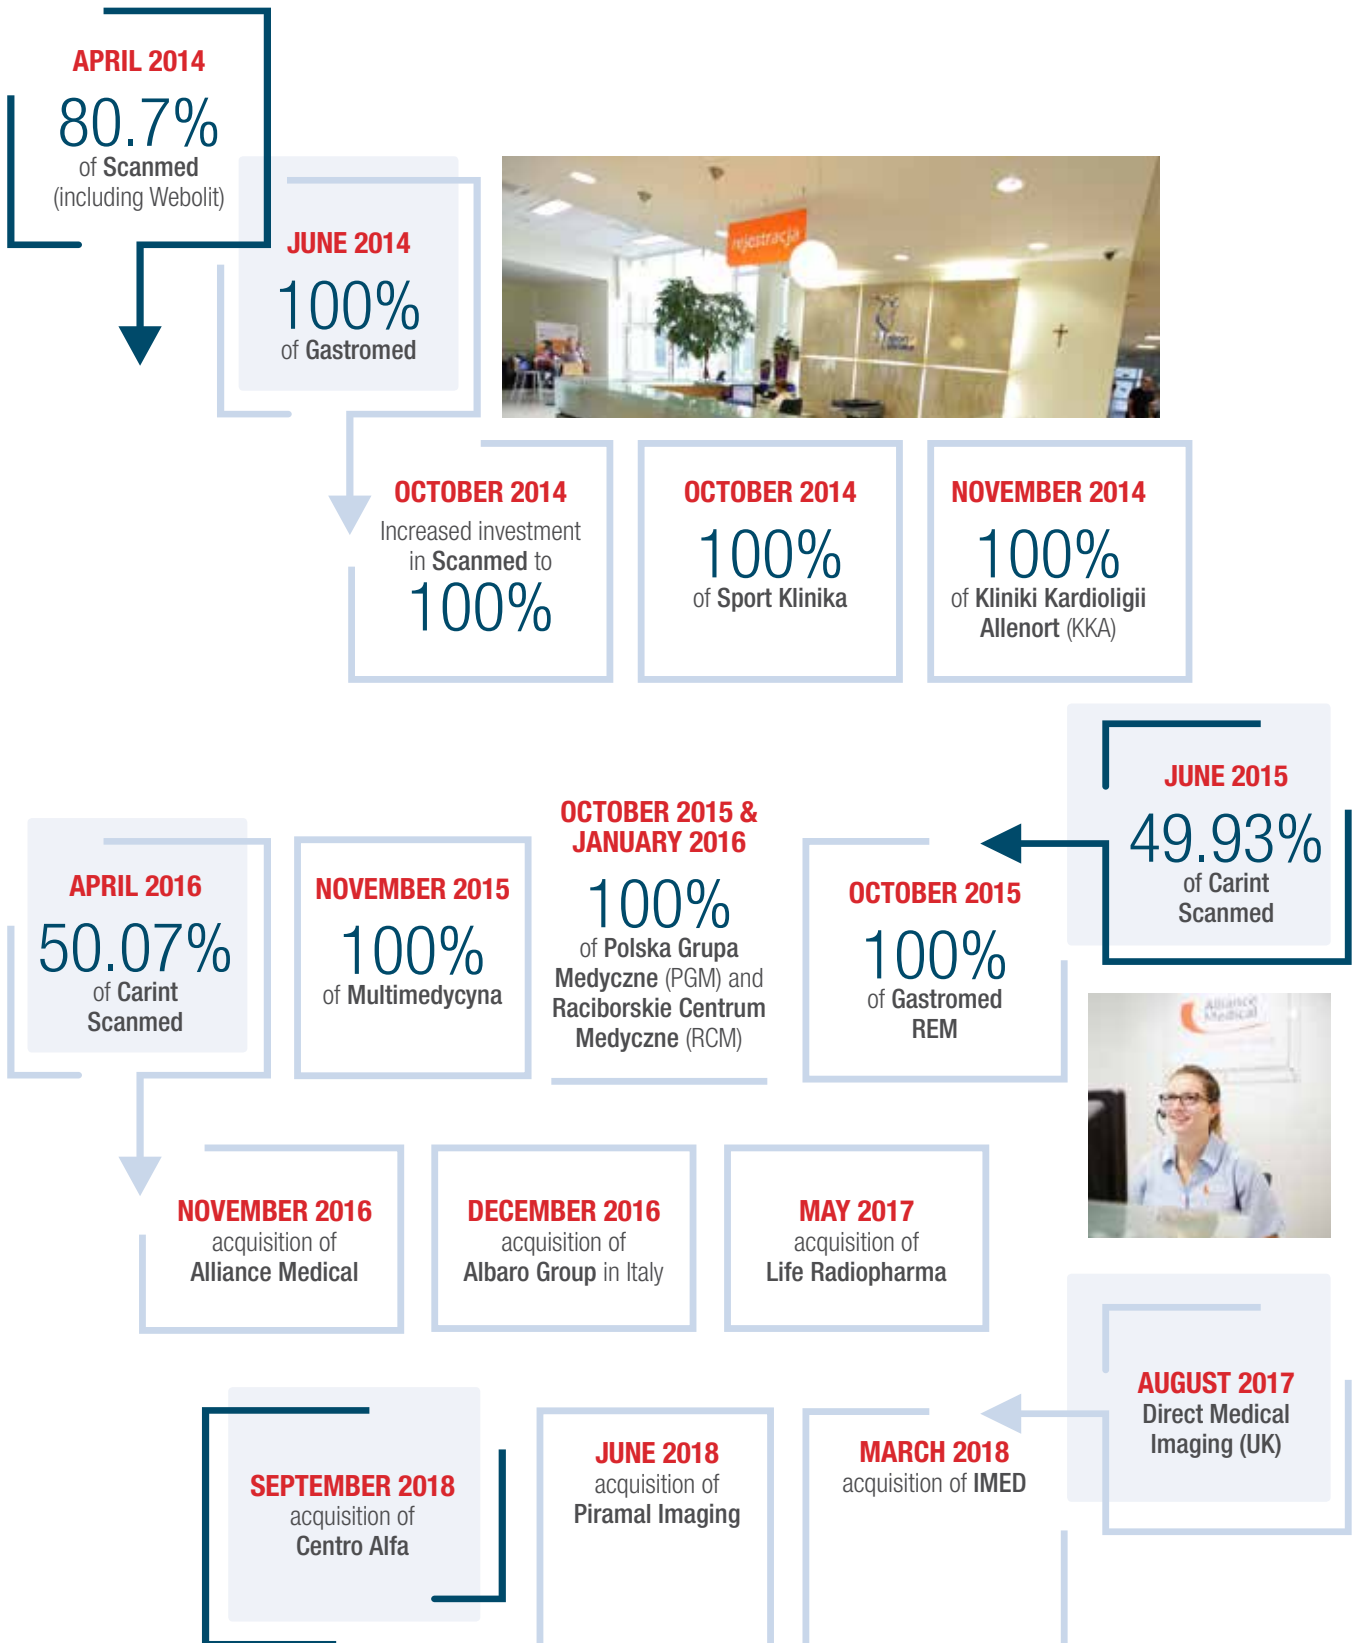 APRIL 2014
80.7%
of Scanmed
(including Webolit)
JUNE 2014
100%
of Gastromed
rejestracja
OCTOBER 2014
Increased investment
in Scanmed to
100%
OCTOBER 2014
100%
of Sport Klinika
NOVEMBER 2014
100%
of Kliniki Kardioligii
Allenort (KKA)
JUNE 2015
49.93%
of Carint
Scanmed
OCTOBER 2015
100%
of Gastromed
REM
OCTOBER 2015 &
JANUARY 2016
100%
of Polska Grupa
Medyczne (PGM) and
Raciborskie Centrum
Medyczne (RCM)
NOVEMBER 2015
100%
of Multimedycyna
APRIL 2016
50.07%
of Carint
Scanmed
Alliance
Medical
NOVEMBER 2016
acquisition of
Alliance Medical
DECEMBER 2016
acquisition of
Albaro Group in Italy
MAY 2017
acquisition of
Life Radiopharma
AUGUST 2017
Direct Medical
Imaging (UK)
MARCH 2018
acquisition of IMED
JUNE 2018
acquisition of
Piramal Imaging
SEPTEMBER 2018
acquisition of
Centro Alfa